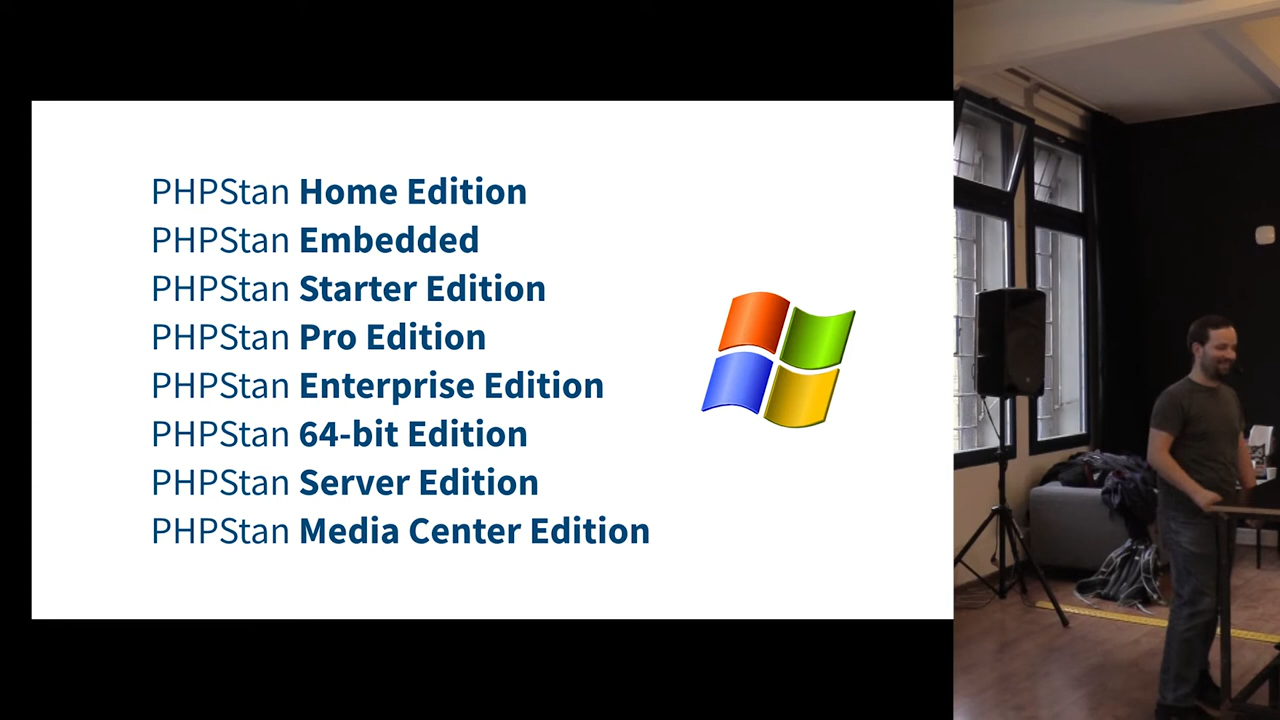 PHPStan Home Edition
PHPStan Embedded
PHPStan Starter Edition
PHPStan Pro Edition
PHPStan Enterprise Edition
PHPStan 64-bit Edition
PHPStan Server Edition
PHPStan Media Center Edition